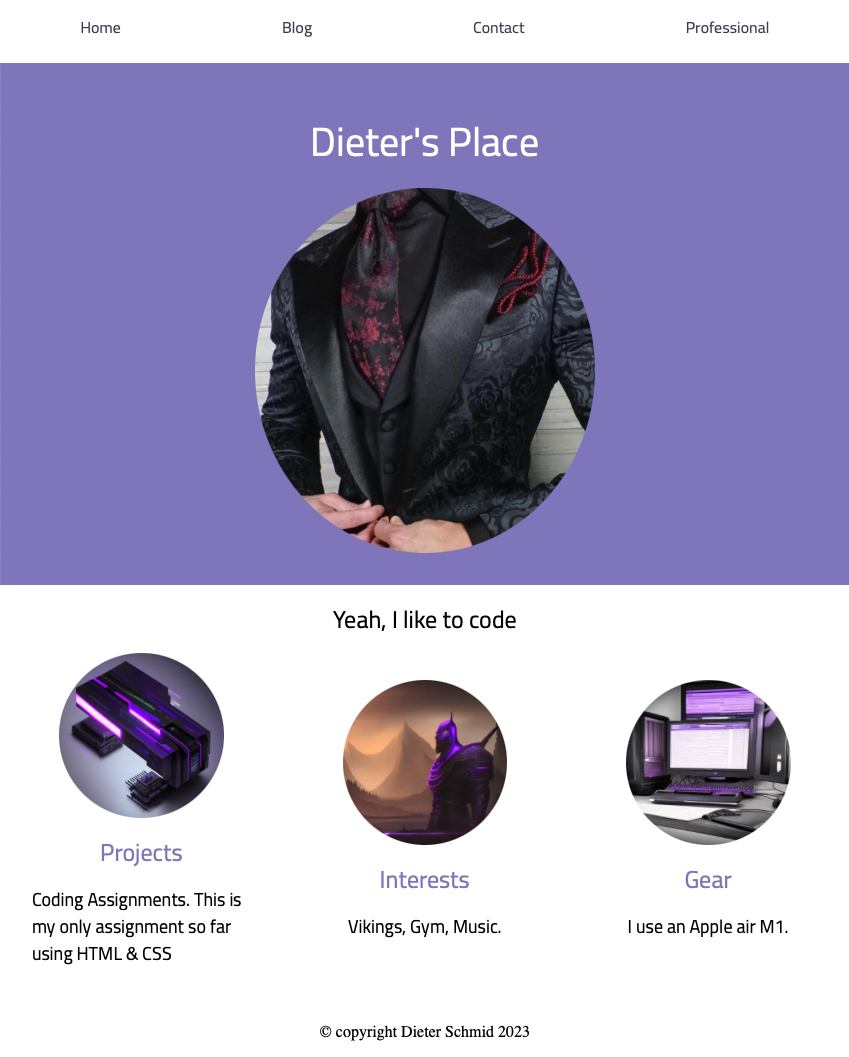 Home Blog Contact Professional
Dieter's Place
Yeah, I like to code
Projects
Coding Assignments. This is
my only assignment so far
using HTML & CSS
Interests
Vikings, Gym, Music.
Gear
I use an Apple air M1.
© copyright Dieter Schmid 2023